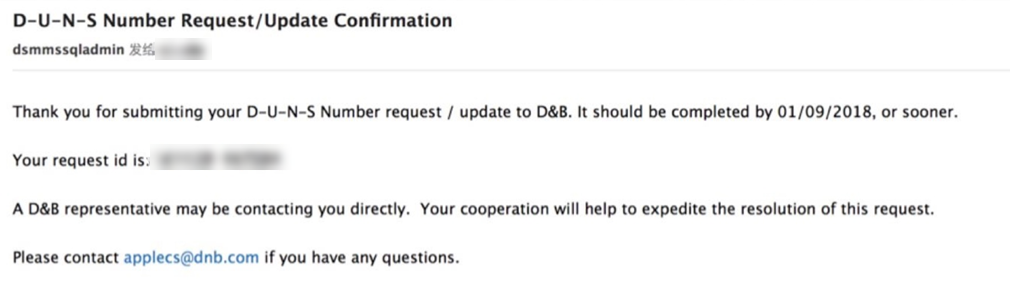 D-U-N-S Number Request/Update Confirmation
dsmmssqladmin 发给
Thank you for submitting your D-U-N-S Number request / update to D&B. It should be completed by 01/09/2018, or sooner.
Your request id is:
A D&B representative may be contacting you directly.  Your cooperation will help to expedite the resolution of this request.
Please contact applecs@dnb.com if you have any questions.